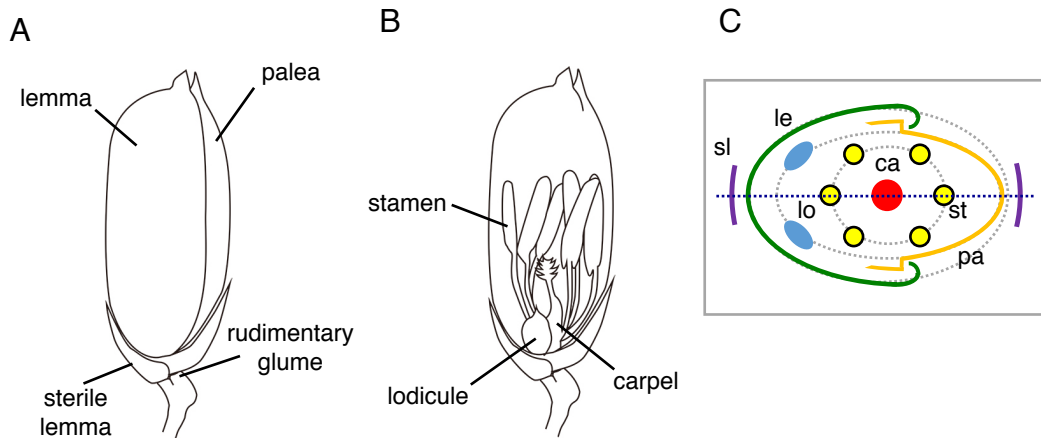 A
lemma
palea
rudimentary
glume
sterile
lemma
B
stamen
lodicule
carpel
C
le
sl
ca
lo
st
pa